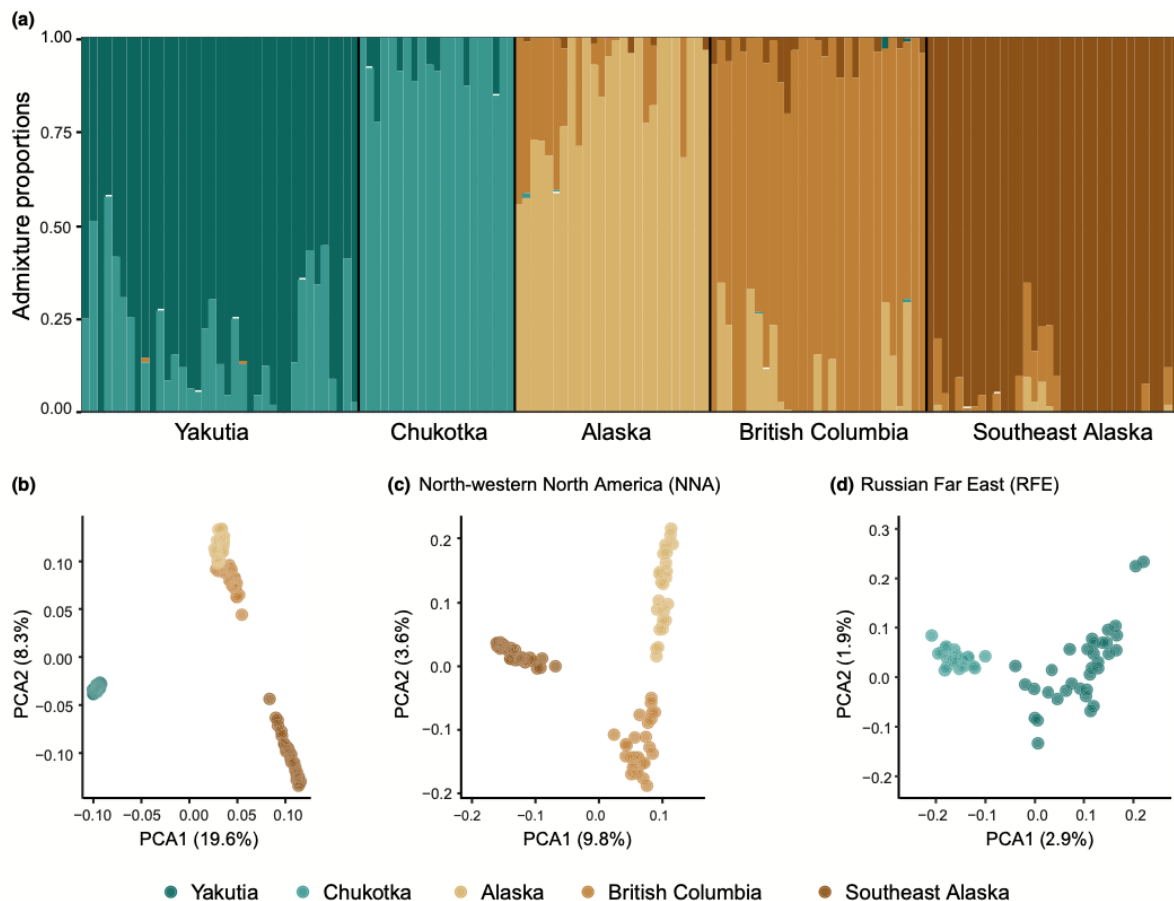 (a)
1.00
0.75
0.50
0.25
0.00
Admixture proportions
Yakutia Chukotka Alaska British Columbia Southeast Alaska
(b)
0.10
0.05
0.00
−0.05
−0.10
PCA2 (8.3%)
−0.10 −0.05 0.00 0.05 0.10
PCA1 (19.6%)
(c) North-western North America (NNA)
0.2
0.1
0.0
−0.1
−0.2
PCA2 (3.6%)
−0.2 −0.1 0.0 0.1
PCA1 (9.8%)
(d) Russian Far East (RFE)
0.3
0.2
0.1
0.0
−0.1
−0.2
PCA2 (1.9%)
−0.2 −0.1 0.0 0.1 0.2
PCA1 (2.9%)
Yakutia Chukotka Alaska British Columbia Southeast Alaska